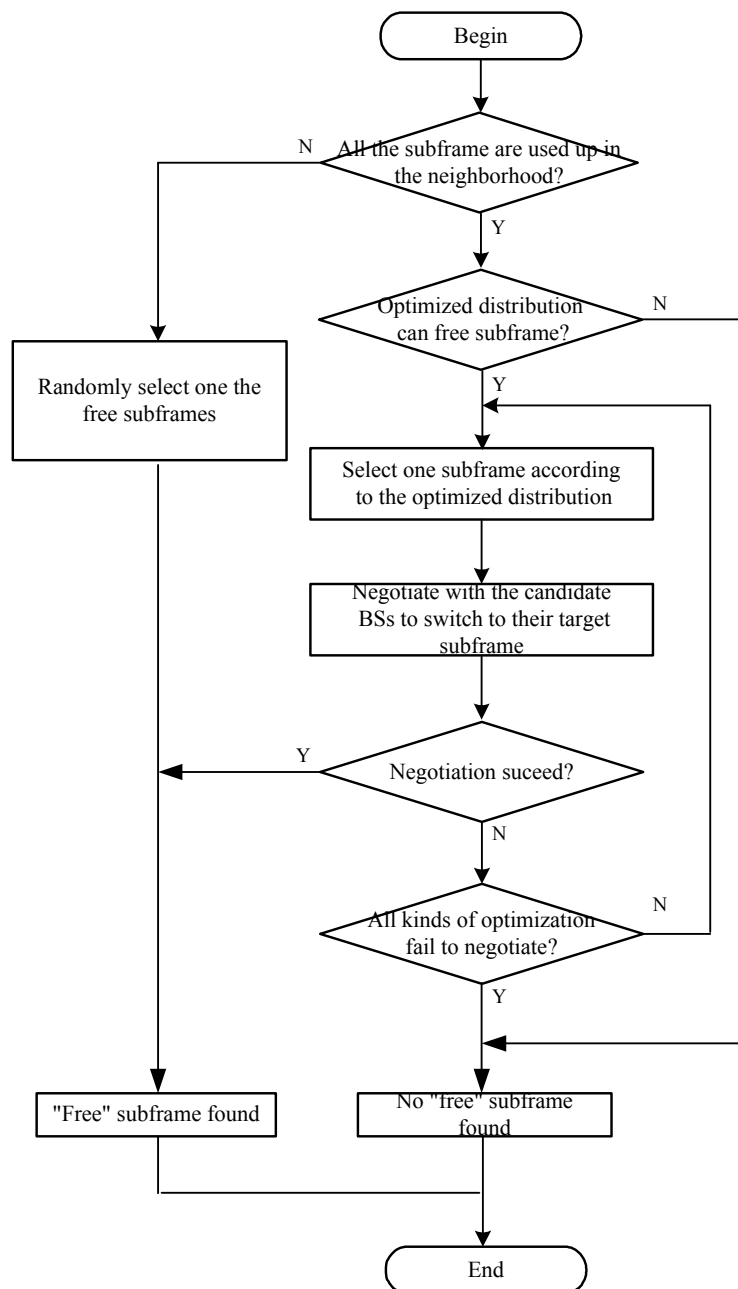 Begin
N
All the subframe are used up in
the neighborhood?
Y
Optimized distribution
can free subframe?
N
Y
Randomly select one the
free subframes
Select one subframe according
to the optimized distribution
Negotiate with the candidate
BSs to switch to their target
subframe
Y
Negotiation suceed?
N
All kinds of optimization
fail to negotiate?
N
Y
"Free" subframe found
No "free" subframe
found
End